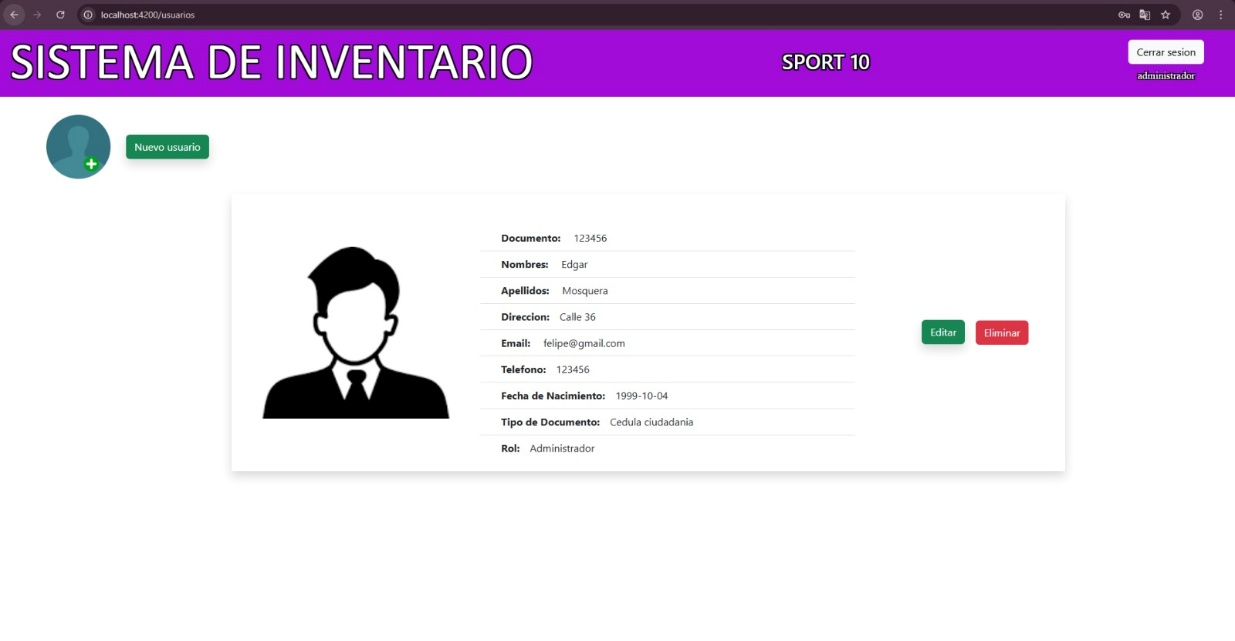 localhost:4200/usuarios
SISTEMA DE INVENTARIO
SPORT 10
Cerrar sesion
administrador
Nuevo usuario
Documento: 123456
Nombres: Edgar
Apellidos: Mosquera
Direccion: Calle 36
Email: felipe@gmail.com
Telefono: 123456
Fecha de Nacimiento: 1999-10-04
Tipo de Documento: Cedula ciudadania
Rol: Administrador
Editar
Eliminar